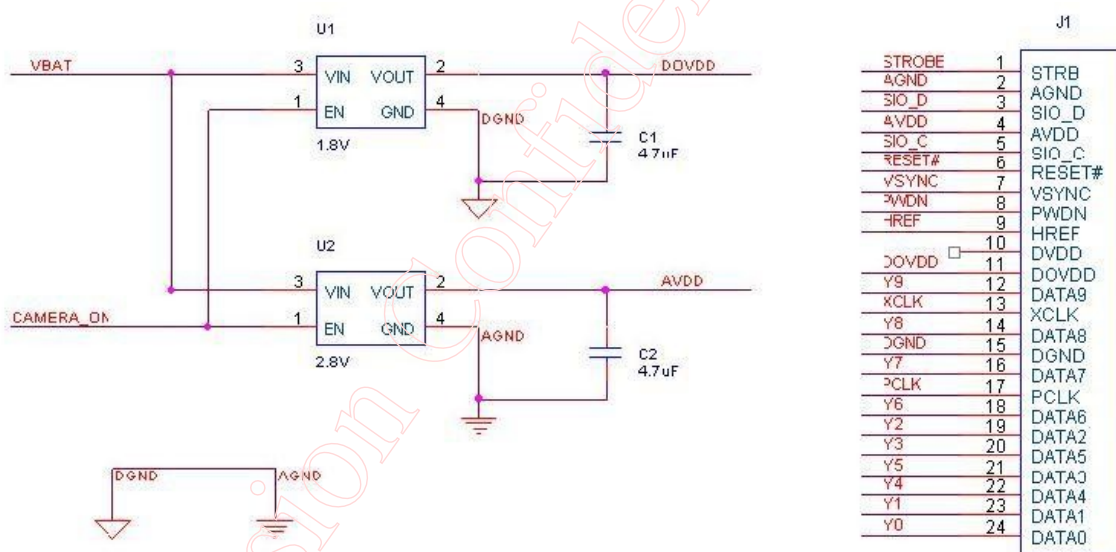 U1
VBAT
3 VIN VOUT 2 DOVDD
1 EN GND 4
DGND
1.8V
C1
4.7uF
U2
3 VIN VOUT 2 AVDD
CAMERA_ON 1 EN GND 4
AGND
2.8V
C2
4.7uF
DGND AGND
J1
STROBE 1 STRB
AGND 2 AGND
SIO_D 3 SIO_D
AVDD 4 AVDD
SIO_C 5 SIO_C
RESET# 6 RESET#
VSYNC 7 VSYNC
PWDN 8 PWDN
HREF 9 HREF
10 DVDD
DOVDD 11 DOVDD
Y9 12 DATA9
XCLK 13 XCLK
Y8 14 DATA8
DGND 15 DGND
Y7 16 DATA7
PCLK 17 PCLK
Y6 18 DATA6
Y2 19 DATA2
Y3 20 DATA5
Y5 21 DATA3
Y4 22 DATA4
Y1 23 DATA1
Y0 24 DATA0
sion Confide